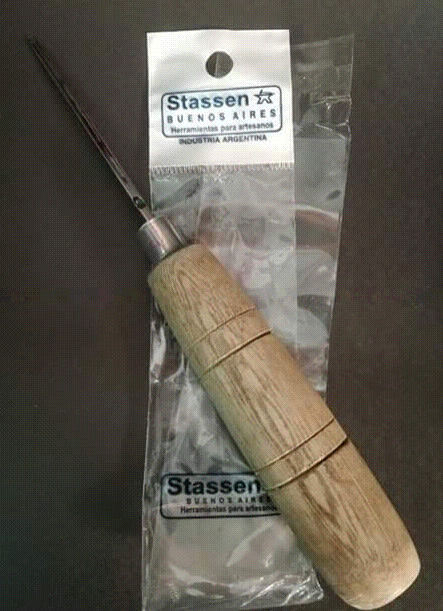 Stassen
BUENOS AIRES
Herramientas para artesanos
INDUSTRIA ARGENTINA
Stassen
BUENOS AIRES
Herramientas para artesanos